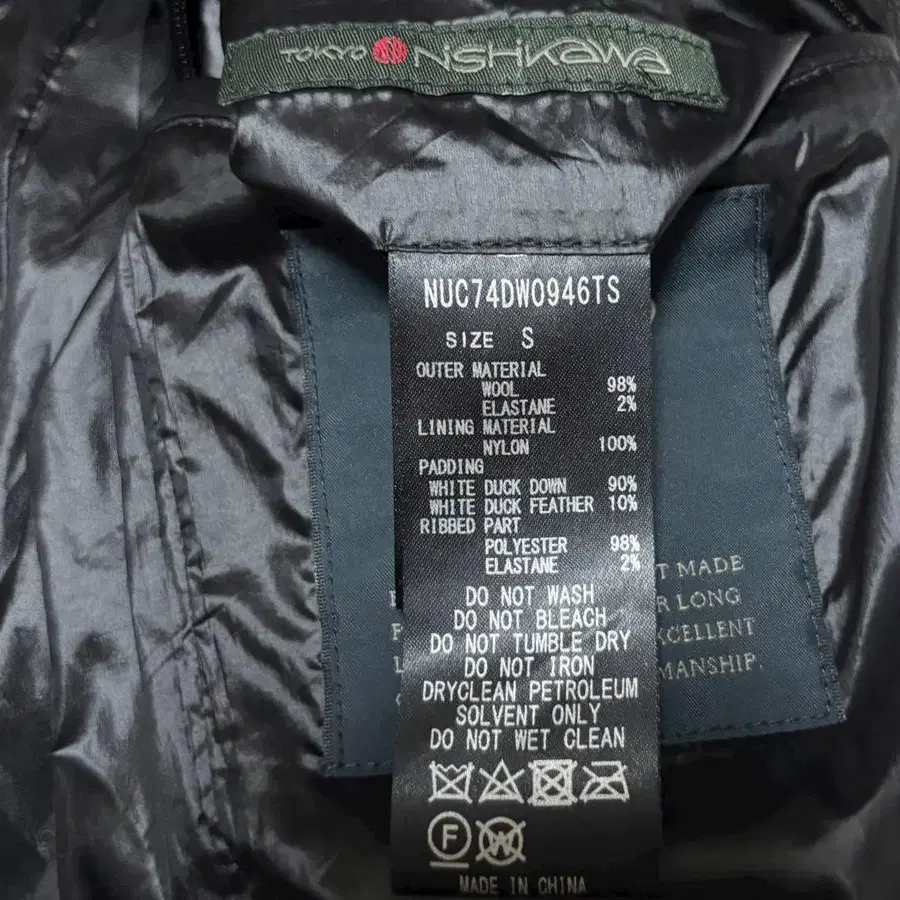 TOKYO NiSHiKaWa
NUC74DW0946TS
SIZE S
OUTER MATERIAL
WOOL 98%
ELASTANE 2%
LINING MATERIAL
NYLON 100%
PADDING
WHITE DUCK DOWN 90%
WHITE DUCK FEATHER 10%
RIBBED PART
POLYESTER 98%
ELASTANE 2%
DO NOT WASH
DO NOT BLEACH
DO NOT TUMBLE DRY
DO NOT IRON
DRYCLEAN PETROLEUM
SOLVENT ONLY
DO NOT WET CLEAN
F W
MADE IN CHINA
MADE
LONG